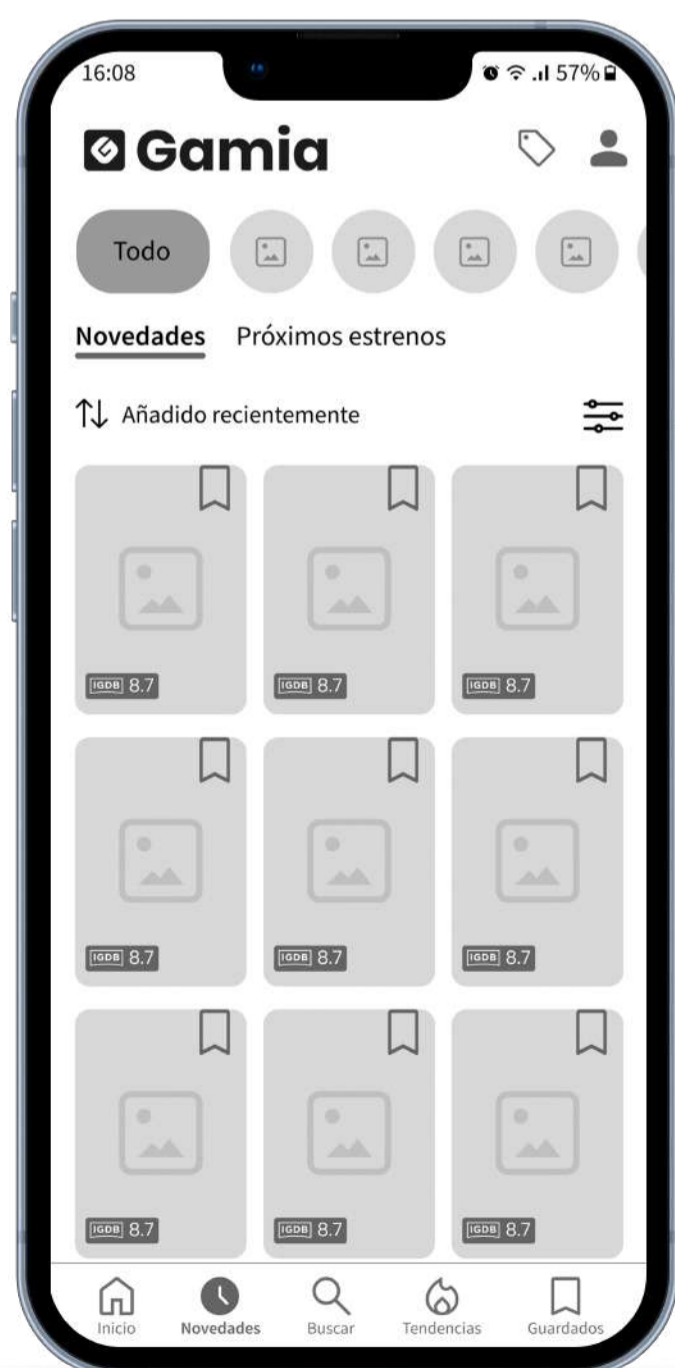 16:08 57%
Gamia
Todo
Novedades Próximos estrenos
Añadido recientemente
IGDB 8.7 IGDB 8.7 IGDB 8.7
IGDB 8.7 IGDB 8.7 IGDB 8.7
IGDB 8.7 IGDB 8.7 IGDB 8.7
Inicio Novedades Buscar Tendencias Guardados